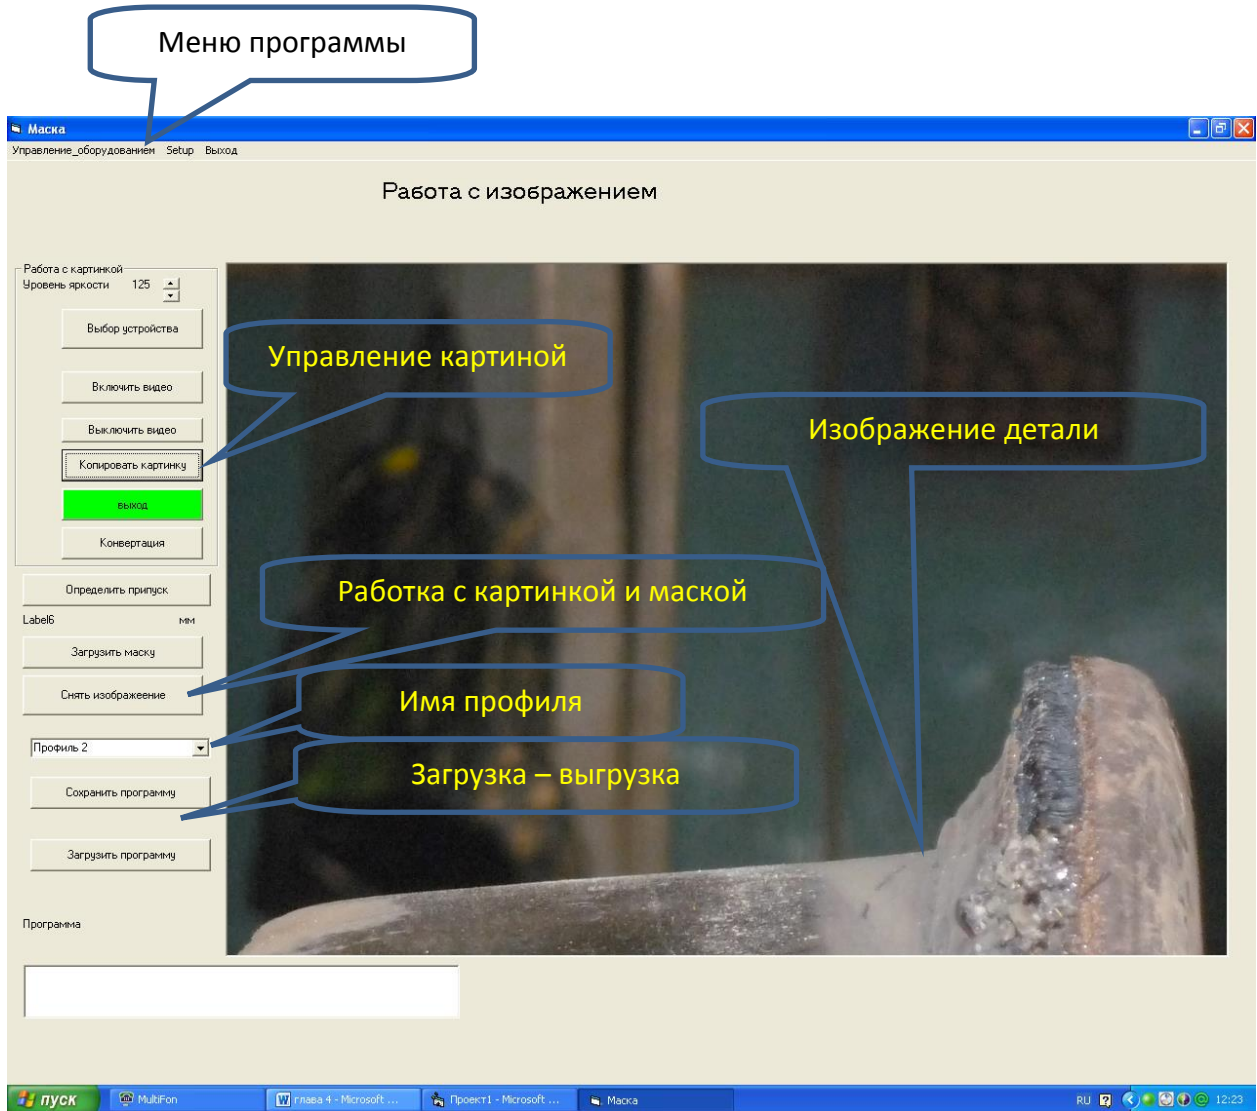 Меню программы
Маска
Управление_оборудованием Setup Выход
Работа с изображением
Работа с картинкой
Уровень яркости 125
Выбор устройства
Управление картиной
Включить видео
Изображение детали
Выключить видео
Копировать картинку
выход
Конвертация
Определить припуск
Работка с картинкой и маской
Label6 мм
Загрузить маску
Снять изображеение
Имя профиля
Профиль 2
Загрузка – выгрузка
Сохранить программу
Загрузить программу
Программа
пуск MultiFon глава 4 - Microsoft ... Проект1 - Microsoft ... Маска RU 12:23